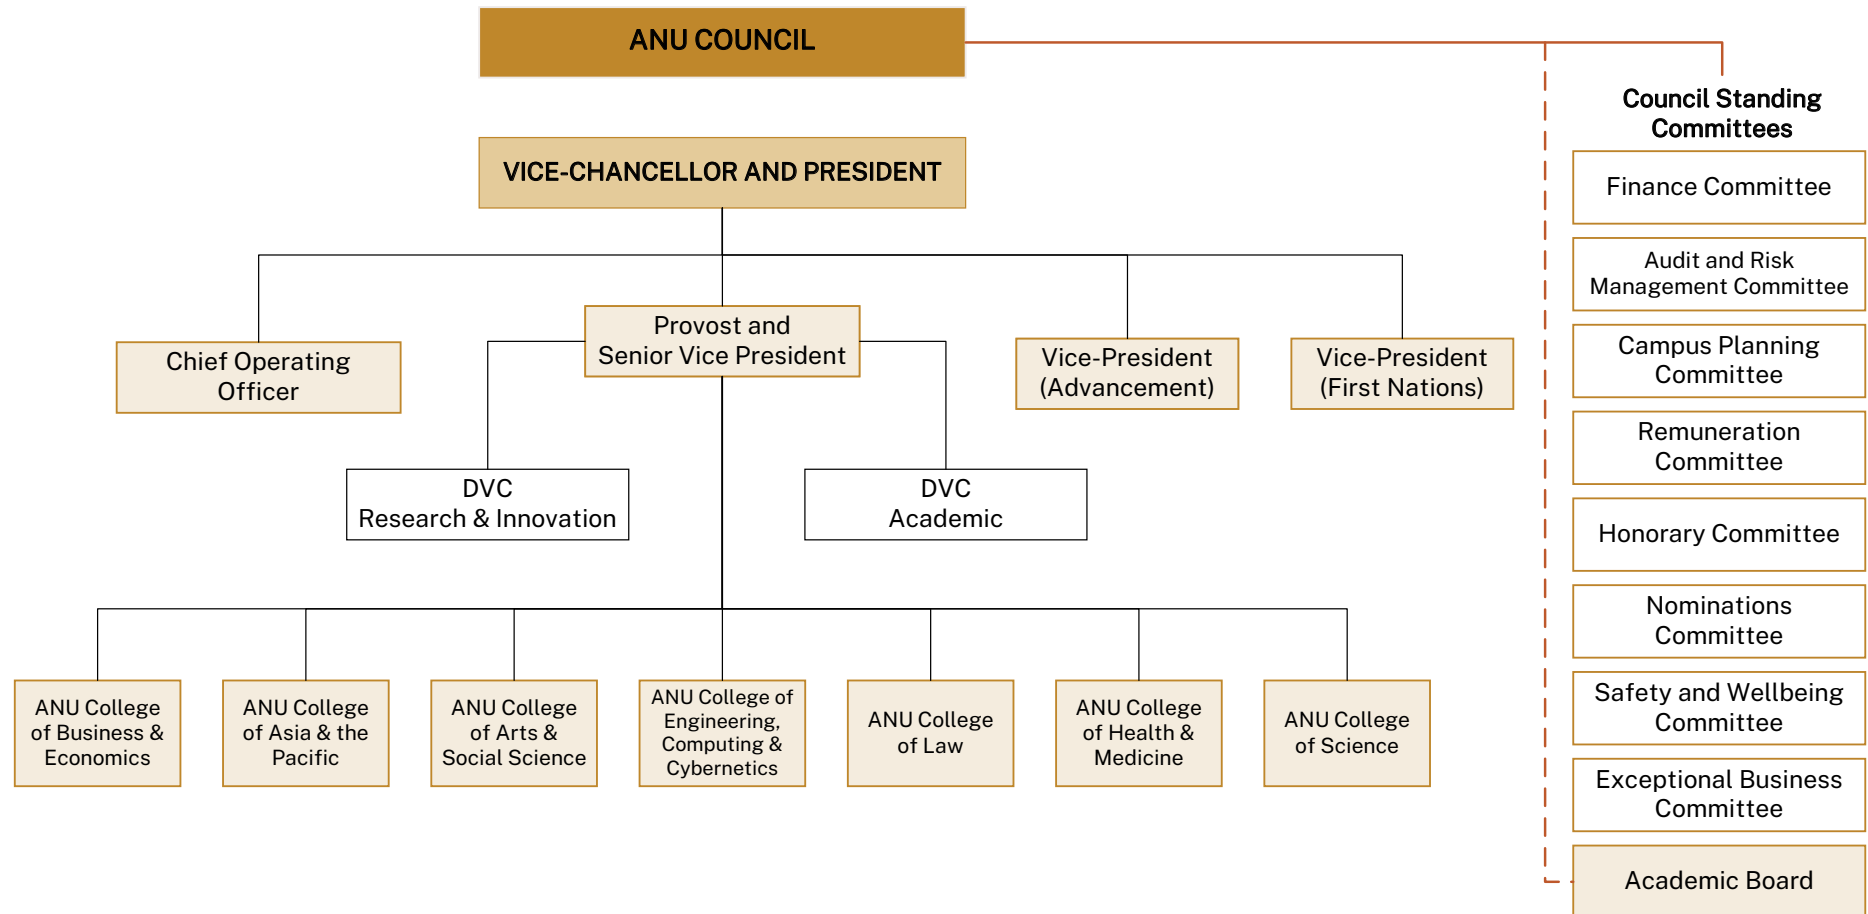 ANU COUNCIL
VICE-CHANCELLOR AND PRESIDENT
Chief Operating
Officer
Provost and
Senior Vice President
Vice-President
(Advancement)
Vice-President
(First Nations)
DVC
Research & Innovation
DVC
Academic
ANU College
of Business &
Economics
ANU College
of Asia & the
Pacific
ANU College
of Arts &
Social Science
ANU College of
Engineering,
Computing &
Cybernetics
ANU College
of Law
ANU College
of Health &
Medicine
ANU College
of Science
Council Standing
Committees
Finance Committee
Audit and Risk
Management Committee
Campus Planning
Committee
Remuneration
Committee
Honorary Committee
Nominations
Committee
Safety and Wellbeing
Committee
Exceptional Business
Committee
Academic Board